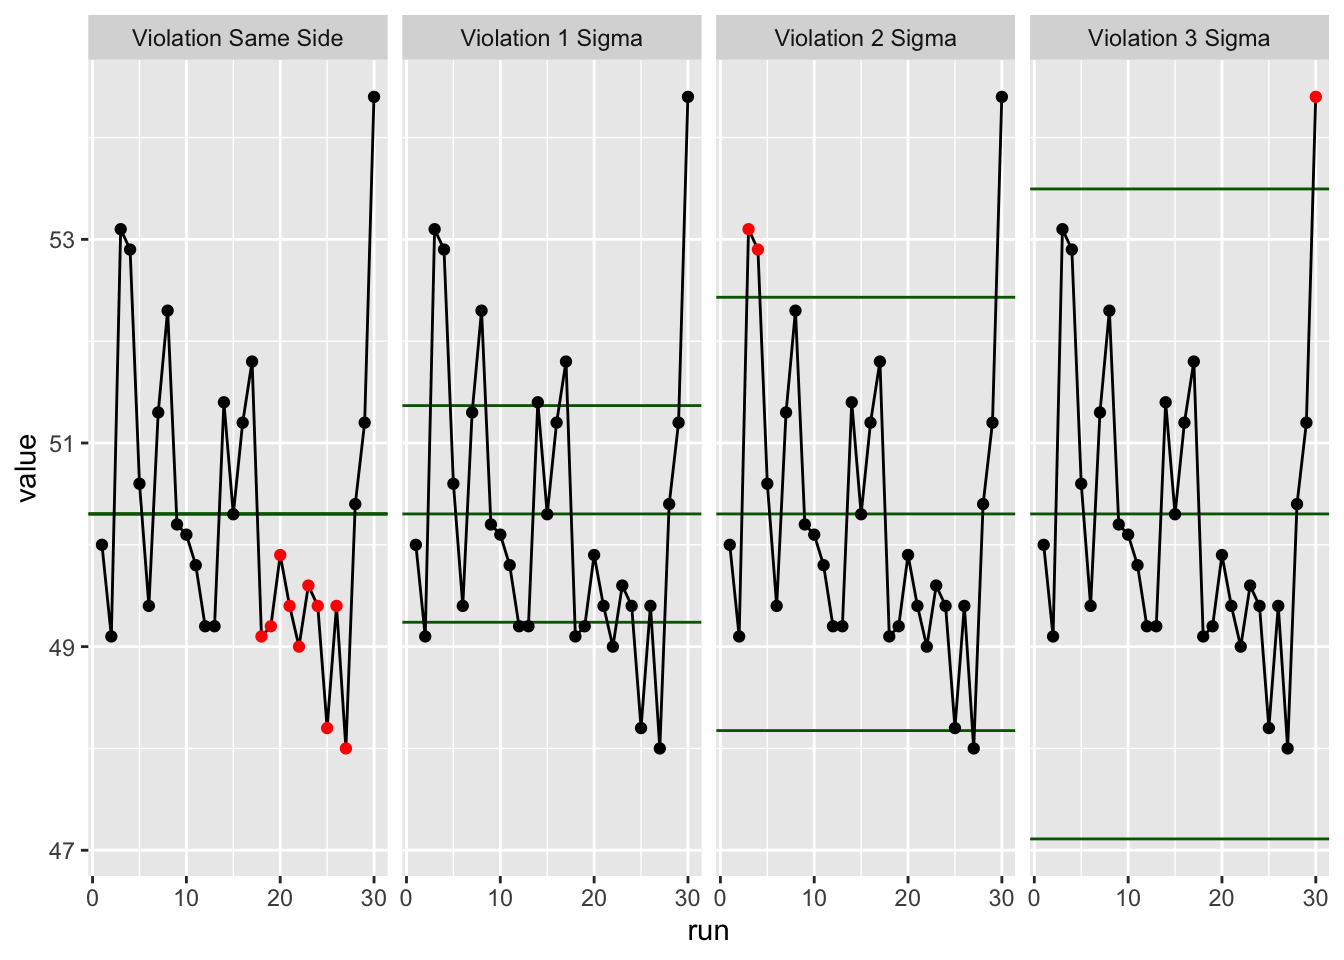 Violation Same Side
Violation 1 Sigma
Violation 2 Sigma
Violation 3 Sigma
value
53
51
49
47
0 10 20 30
0 10 20 30
0 10 20 30
0 10 20 30
run